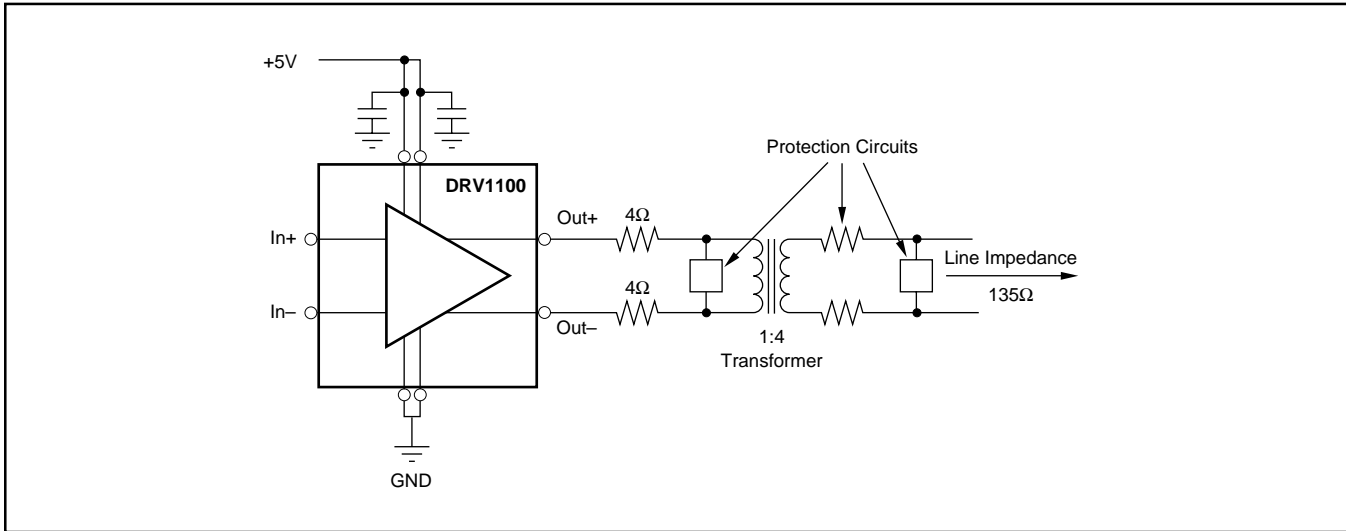 +5V
DRV1100
Protection Circuits
In+
Out+
4Ω
In–
Out–
4Ω
Line Impedance
135Ω
1:4
Transformer
GND